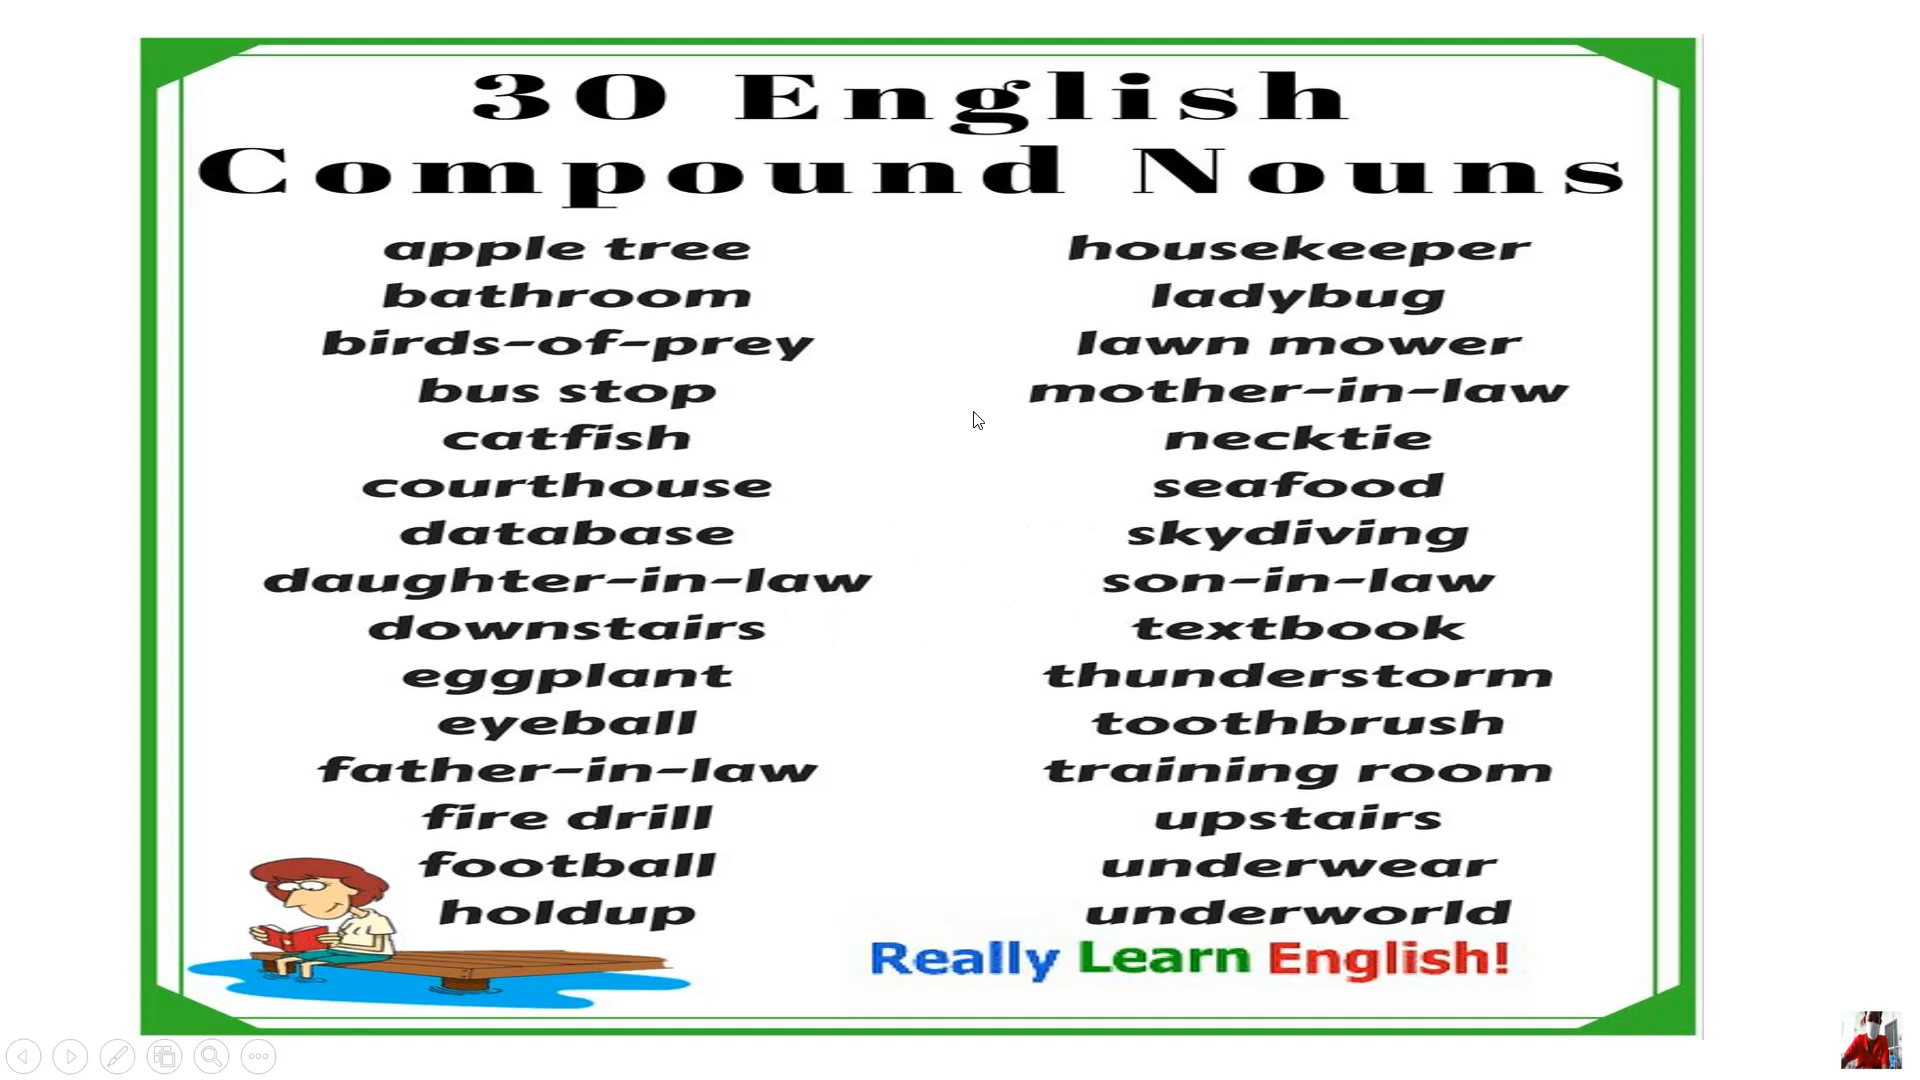 30 English
Compound Nouns
apple tree
bathroom
birds-of-prey
bus stop
catfish
courthouse
database
daughter-in-law
downstairs
eggplant
eyeball
father-in-law
fire drill
football
holdup
housekeeper
ladybug
lawn mower
mother-in-law
necktie
seafood
skydiving
son-in-law
textbook
thunderstorm
toothbrush
training room
upstairs
underwear
underworld
Really Learn English!